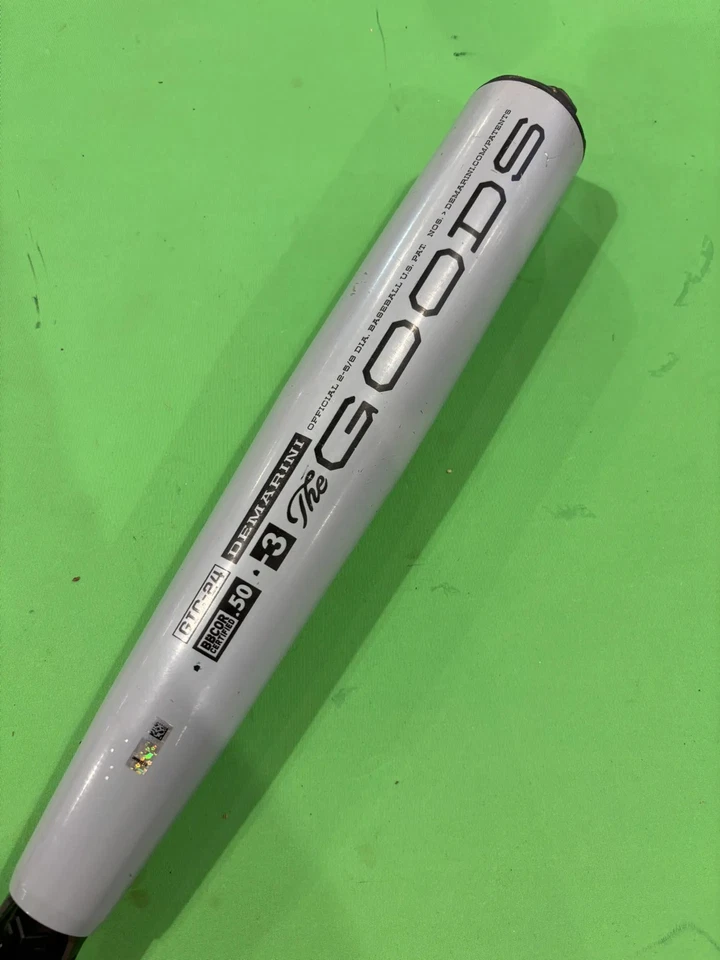 OFFICIAL 2-5/8 DIA. BASEBALL U.S. PAT. NOS. > DEMARINI.COM/PATENTS
The GOODS
DEMARINI
-3
GTC-24
BBCOR
CERTIFIED
.50